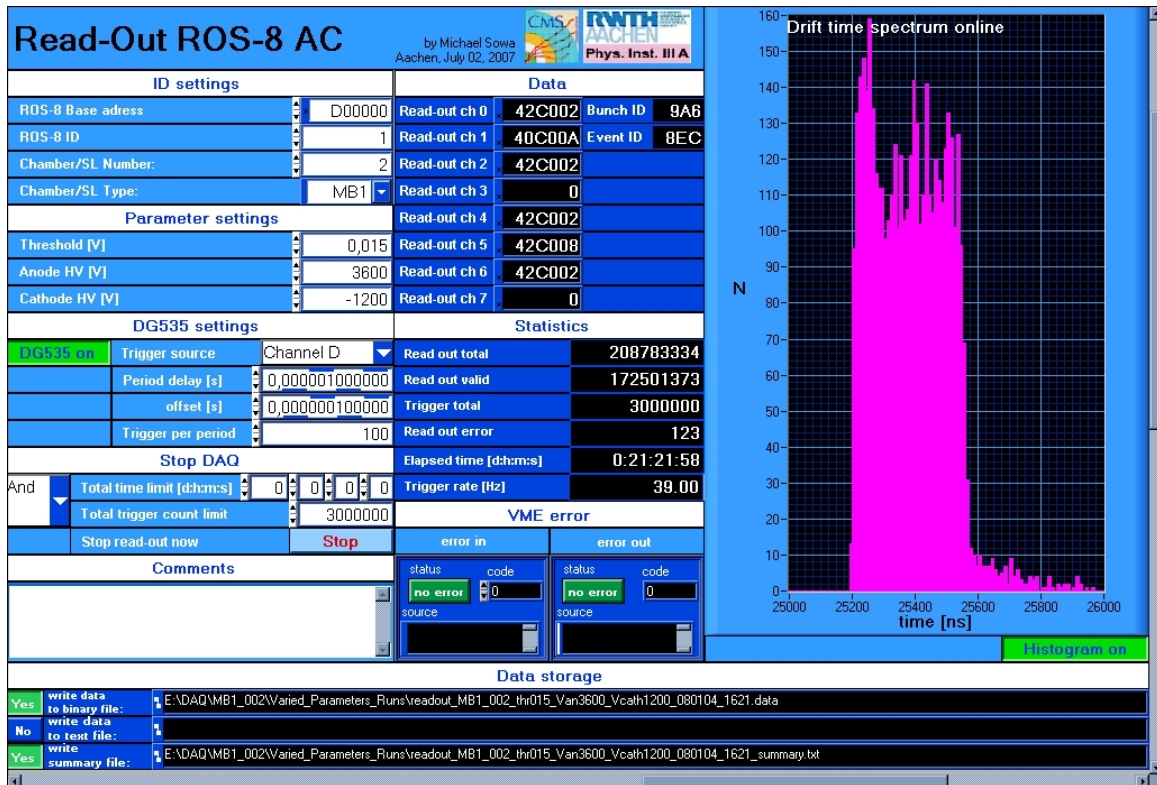 Read-Out ROS-8 AC
by Michael Sowa
Aachen, July 02, 2007
CMS
RWTH
AACHEN
Phys. Inst. III A
ID settings
ROS-8 Base adress D00000
ROS-8 ID 1
Chamber/SL Number: 2
Chamber/SL Type: MB1
Parameter settings
Threshold [V] 0,015
Anode HV [V] 3600
Cathode HV [V] -1200
DG535 settings
DG535 on Trigger source Channel D
Period delay [s] 0,000001000000
offset [s] 0,000000100000
Trigger per period 100
Stop DAQ
And Total time limit [d:h:m:s] 0 0 0 0
Total trigger count limit 3000000
Stop read-out now Stop
Comments
Data
Read-out ch 0 42C002 Bunch ID 9A6
Read-out ch 1 40C00A Event ID 8EC
Read-out ch 2 42C002
Read-out ch 3 0
Read-out ch 4 42C002
Read-out ch 5 42C008
Read-out ch 6 42C002
Read-out ch 7 0
Statistics
Read out total 208783334
Read out valid 172501373
Trigger total 3000000
Read out error 123
Elapsed time [d:h:m:s] 0:21:21:58
Trigger rate [Hz] 39.00
VME error
error in error out
status code status code
no error 0 no error 0
source source
Drift time spectrum online
160
150
140
130
120
110
100
90
N
80
70
60
50
40
30
20
10
0
25000 25200 25400 25600 25800 26000
time [ns]
Histogram on
Data storage
Yes write data to binary file: E:\DAQ\MB1_002\Varied_Parameters_Runs\readout_MB1_002_thr015_Van3600_Vcath1200_080104_1621.data
No write data to text file:
Yes write summary file: E:\DAQ\MB1_002\Varied_Parameters_Runs\readout_MB1_002_thr015_Van3600_Vcath1200_080104_1621_summary.txt